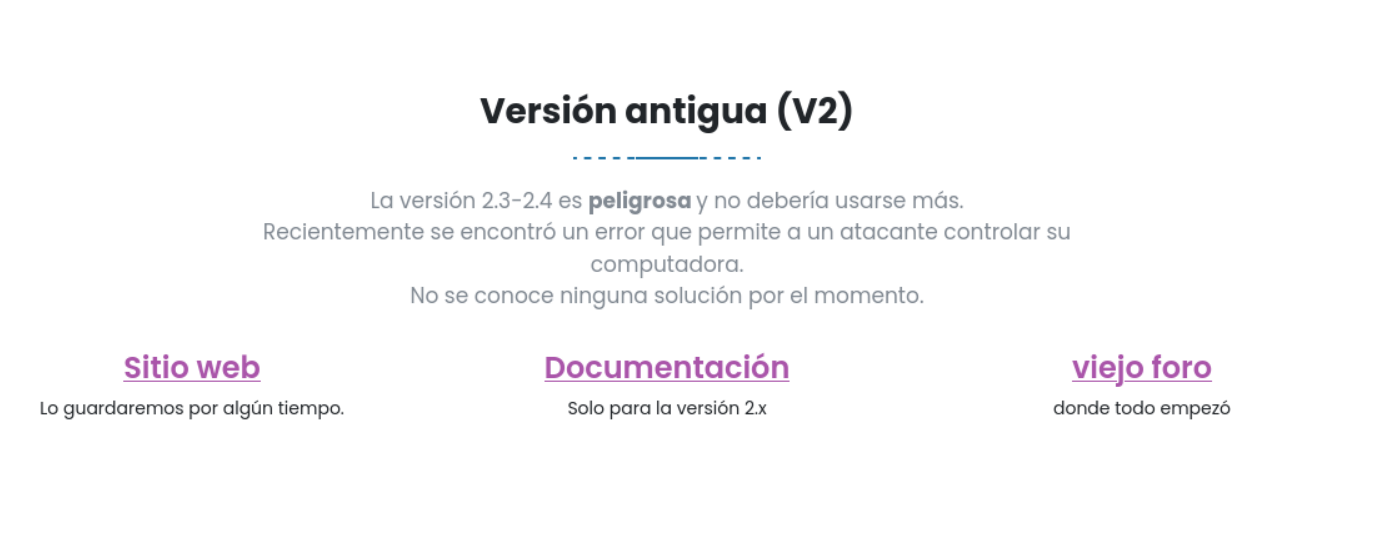 Versión antigua (V2)
La versión 2.3-2.4 es peligrosa y no debería usarse más.
Recientemente se encontró un error que permite a un atacante controlar su
computadora.
No se conoce ninguna solución por el momento.
Sitio web
Lo guardaremos por algún tiempo.
Documentación
Solo para la versión 2.x
viejo foro
donde todo empezó